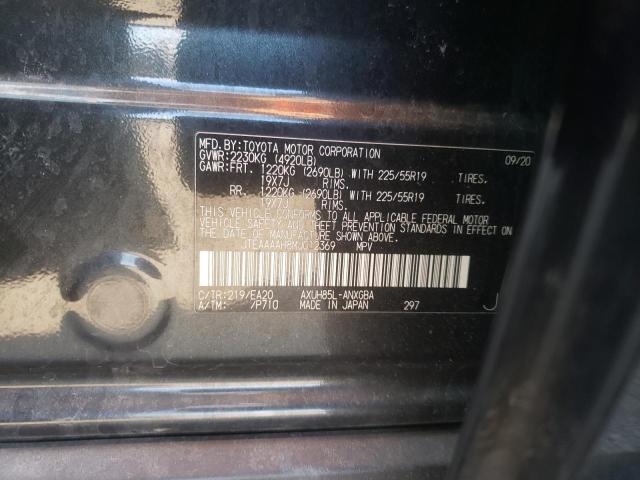 MFD.BY:TOYOTA MOTOR CORPORATION 09/20
GVWR:2230KG (4920LB)
GAWR:FRT. 1220KG (2690LB) WITH 225/55R19 TIRES,
19X7J RIMS.
RR. 1220KG (2690LB) WITH 225/55R19 TIRES,
19X7J RIMS.
THIS VEHICLE CONFORMS TO ALL APPLICABLE FEDERAL MOTOR
VEHICLE SAFETY AND THEFT PREVENTION STANDARDS IN EFFECT ON
THE DATE OF MANUFACTURE SHOWN ABOVE.
JTEAAAAH8MJ012369 MPV
C/TR:219/EA20 AXUH85L-ANXGBA
A/TM: /P710 MADE IN JAPAN 297 J